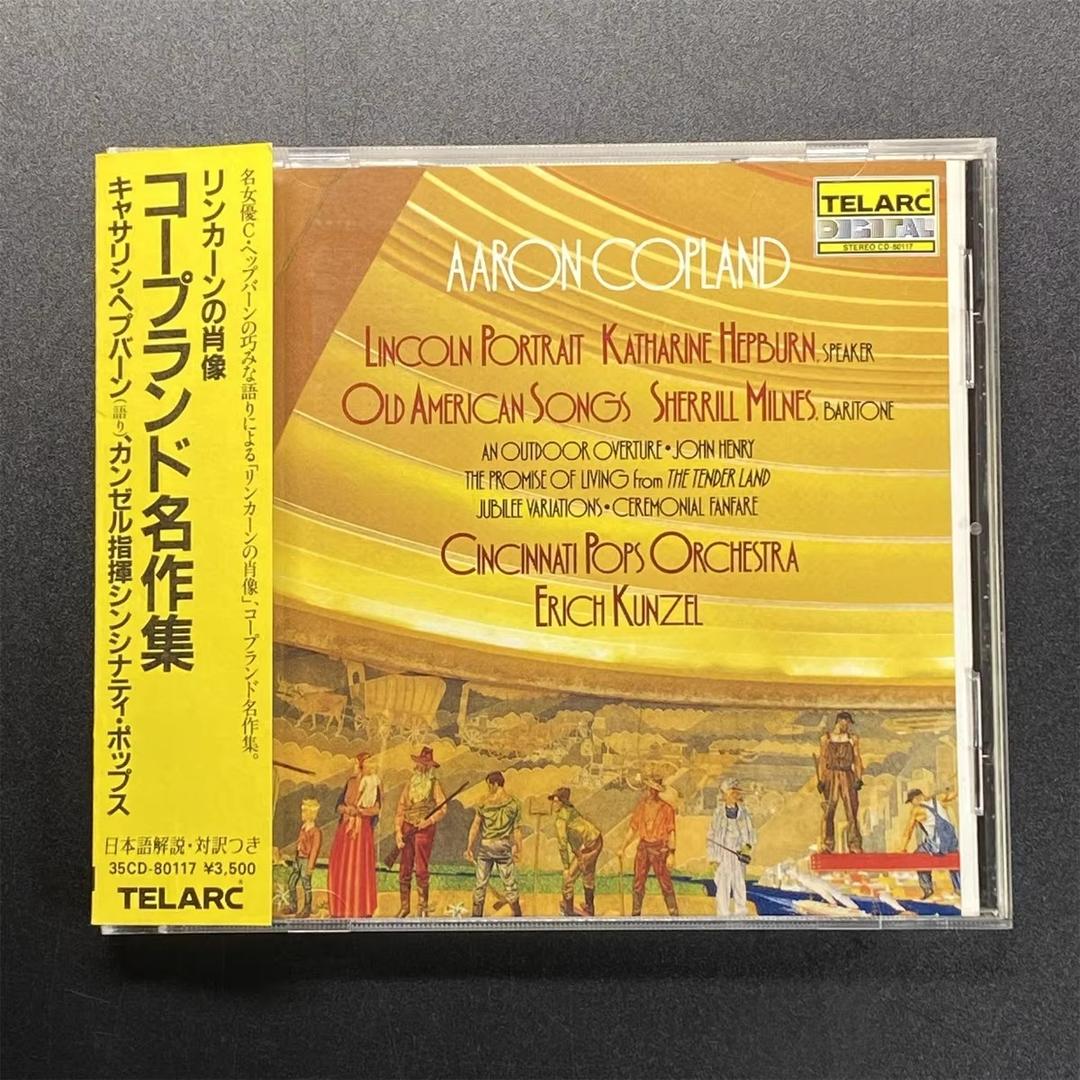 名女優C・ヘップバーンの巧みな語りによる「リンカーンの肖像」、コープランド名作集。
リンカーンの肖像
コープランド名作集
キャサリン・ヘプバーン(語り)、カンゼル指揮シンシナティ・ポップス
日本語解説・対訳つき
35CD-80117 ¥3,500
TELARC®
TELARC®
DIGITAL
STEREO CD-80117
AARON COPLAND
LINCOLN PORTRAIT KATHARINE HEPBURN, SPEAKER
OLD AMERICAN SONGS SHERRILL MILNES, BARITONE
AN OUTDOOR OVERTURE • JOHN HENRY
THE PROMISE OF LIVING from THE TENDER LAND
JUBILEE VARIATIONS • CEREMONIAL FANFARE
CINCINNATI POPS ORCHESTRA
ERICH KUNZEL